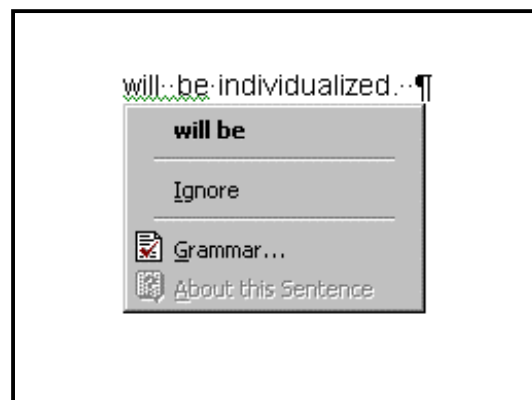 will··be·individualized.··¶
will be
Ignore
Grammar...
About this Sentence